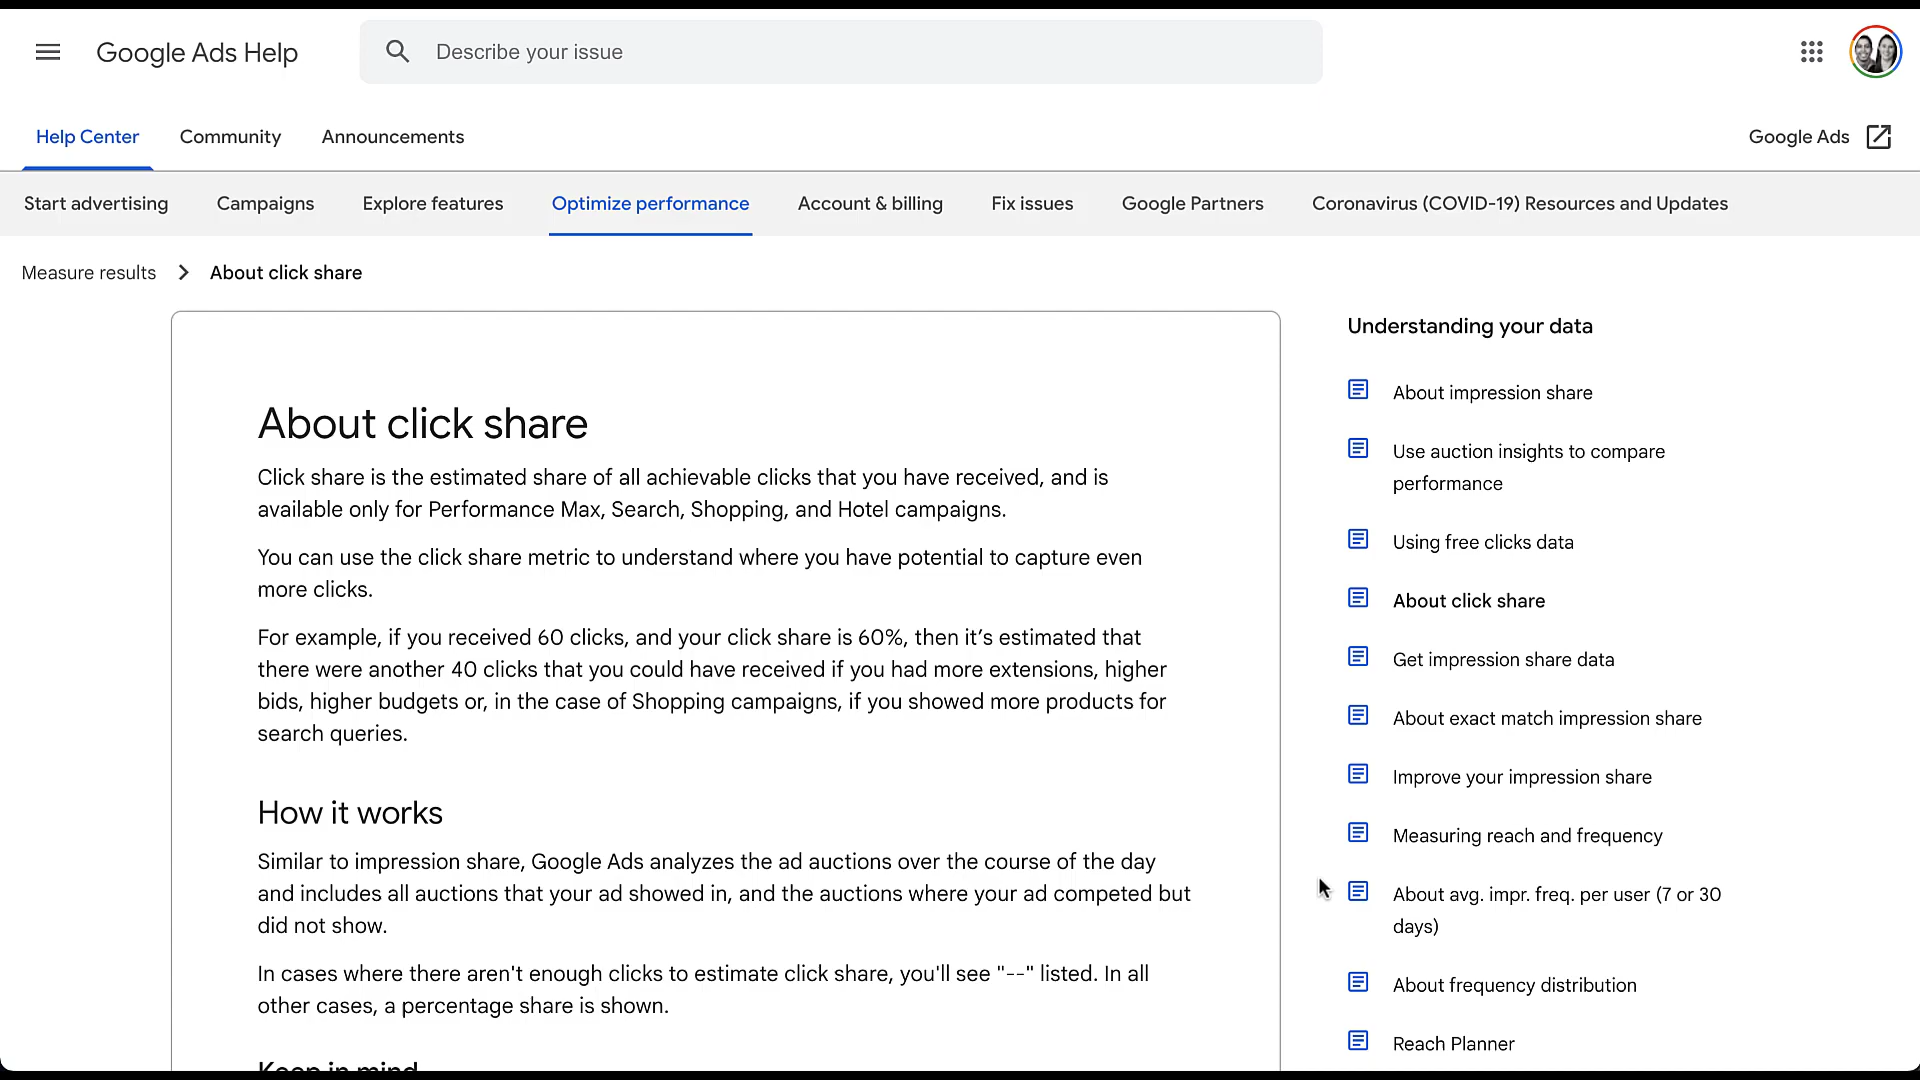 Google Ads Help
Describe your issue
Help Center
Community
Announcements
Google Ads
Start advertising
Campaigns
Explore features
Optimize performance
Account & billing
Fix issues
Google Partners
Coronavirus (COVID-19) Resources and Updates
Measure results
About click share
About click share
Click share is the estimated share of all achievable clicks that you have received, and is
available only for Performance Max, Search, Shopping, and Hotel campaigns.
You can use the click share metric to understand where you have potential to capture even
more clicks.
For example, if you received 60 clicks, and your click share is 60%, then it’s estimated that
there were another 40 clicks that you could have received if you had more extensions, higher
bids, higher budgets or, in the case of Shopping campaigns, if you showed more products for
search queries.
How it works
Similar to impression share, Google Ads analyzes the ad auctions over the course of the day
and includes all auctions that your ad showed in, and the auctions where your ad competed but
did not show.
In cases where there aren't enough clicks to estimate click share, you'll see "--" listed. In all
other cases, a percentage share is shown.
Keep in mind
Understanding your data
About impression share
Use auction insights to compare
performance
Using free clicks data
About click share
Get impression share data
About exact match impression share
Improve your impression share
Measuring reach and frequency
About avg. impr. freq. per user (7 or 30
days)
About frequency distribution
Reach Planner